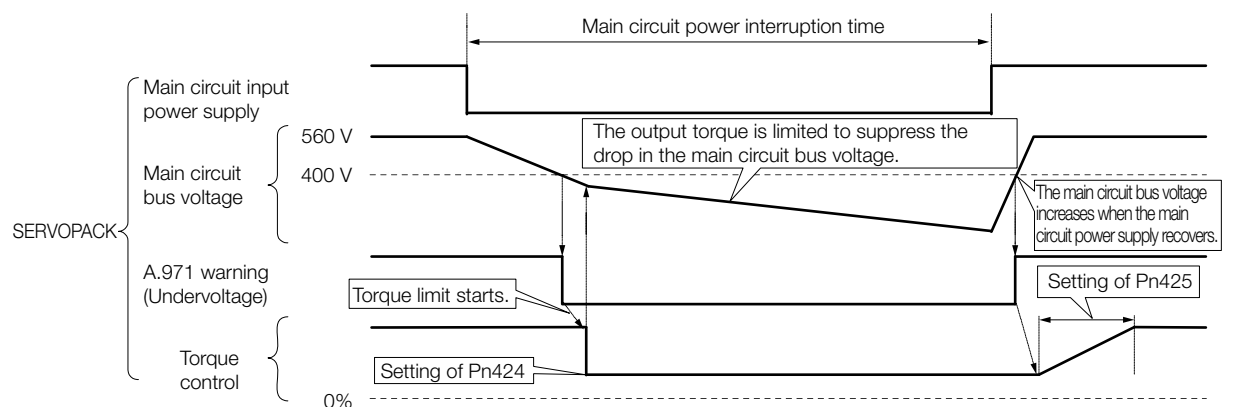 Main circuit power interruption time
Main circuit input
power supply
The output torque is limited to suppress the
drop in the main circuit bus voltage.
560 V
400 V
Main circuit
bus voltage
The main circuit bus voltage
increases when the main
circuit power supply recovers.
SERVOPACK
A.971 warning
(Undervoltage)
Torque limit starts.
Setting of Pn425
Torque
control
Setting of Pn424
0%